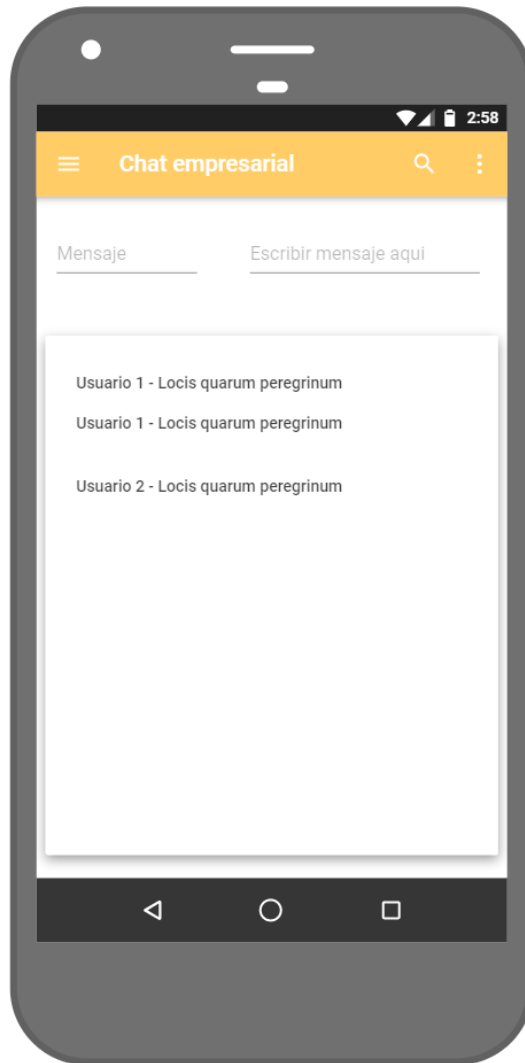 2:58
Chat empresarial
Mensaje Escribir mensaje aqui
Usuario 1 - Locis quarum peregrinum
Usuario 1 - Locis quarum peregrinum
Usuario 2 - Locis quarum peregrinum